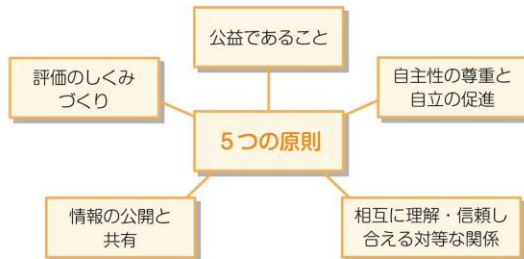 公益であること
評価のしくみ
づくり
自主性の尊重と
自立の促進
5つの原則
情報の公開と
共有
相互に理解・信頼し
合える対等な関係